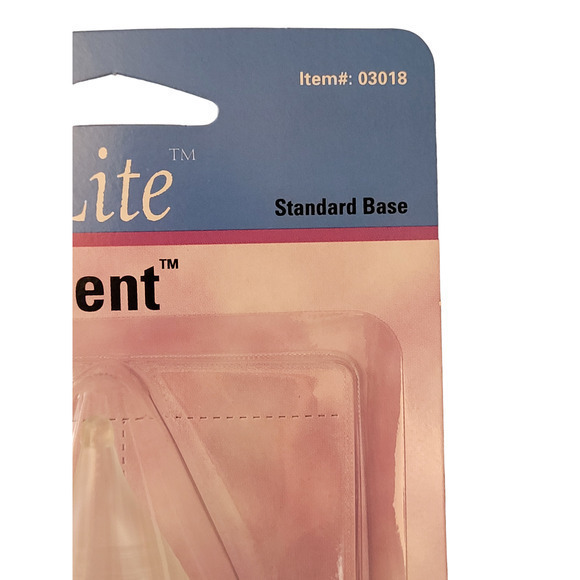 Item#: 03018
Lite™
Standard Base
ent™